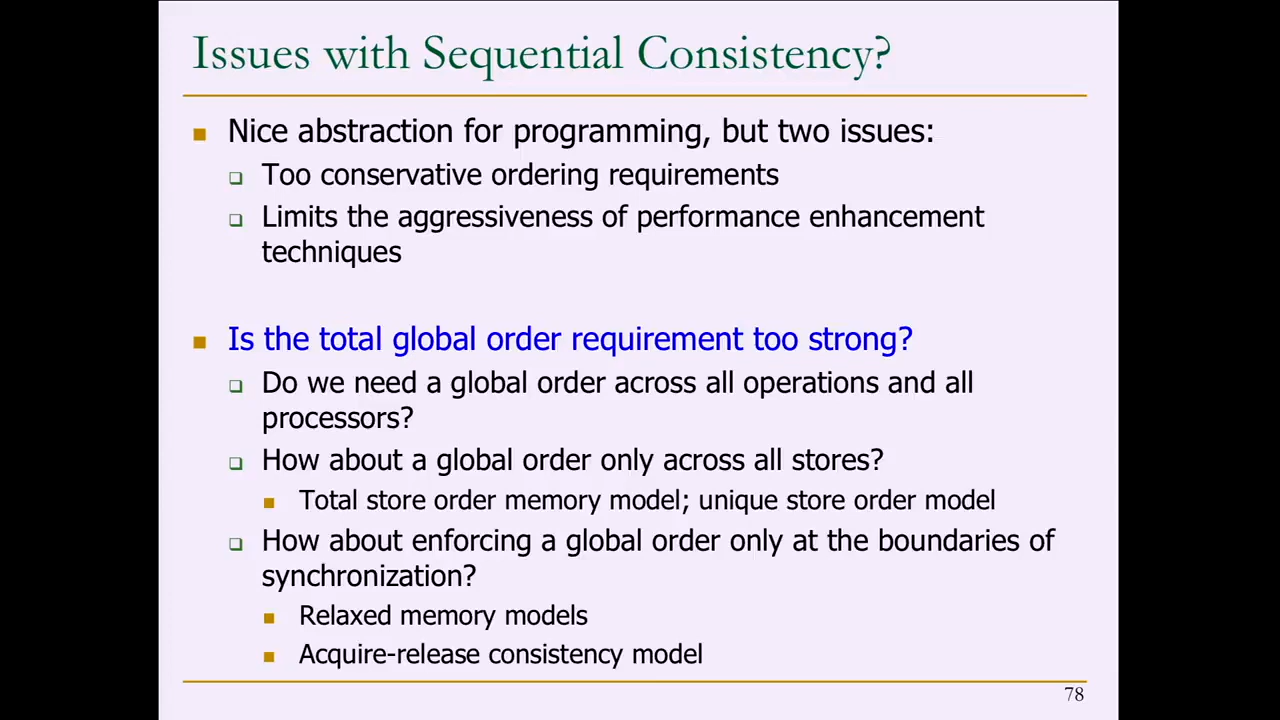 Issues with Sequential Consistency?
Nice abstraction for programming, but two issues:
Too conservative ordering requirements
Limits the aggressiveness of performance enhancement
techniques
Is the total global order requirement too strong?
Do we need a global order across all operations and all
processors?
How about a global order only across all stores?
Total store order memory model; unique store order model
How about enforcing a global order only at the boundaries of
synchronization?
Relaxed memory models
Acquire-release consistency model
78